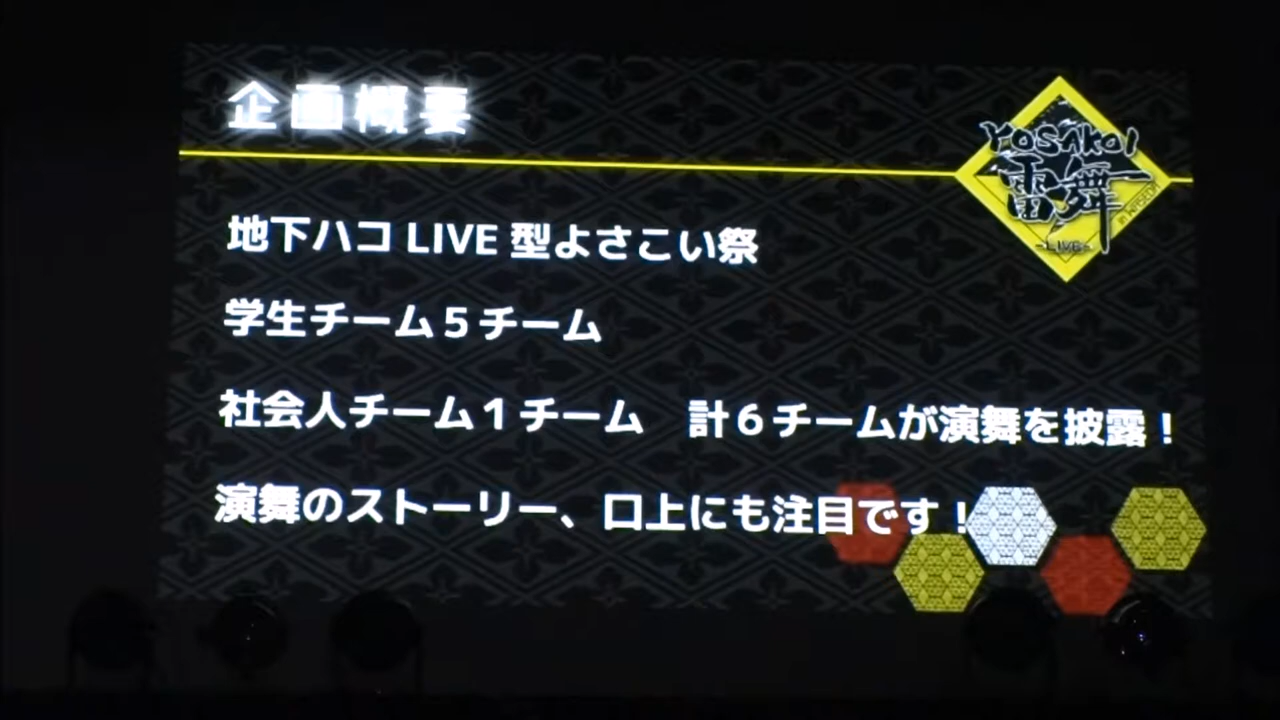 企画概要
YOSAKOI
雷舞
in KYOTO
-LIVE-
地下ハコ LIVE 型よさこい祭
学生チーム５チーム
社会人チーム１チーム　計６チームが演舞を披露！
演舞のストーリー、口上にも注目です！